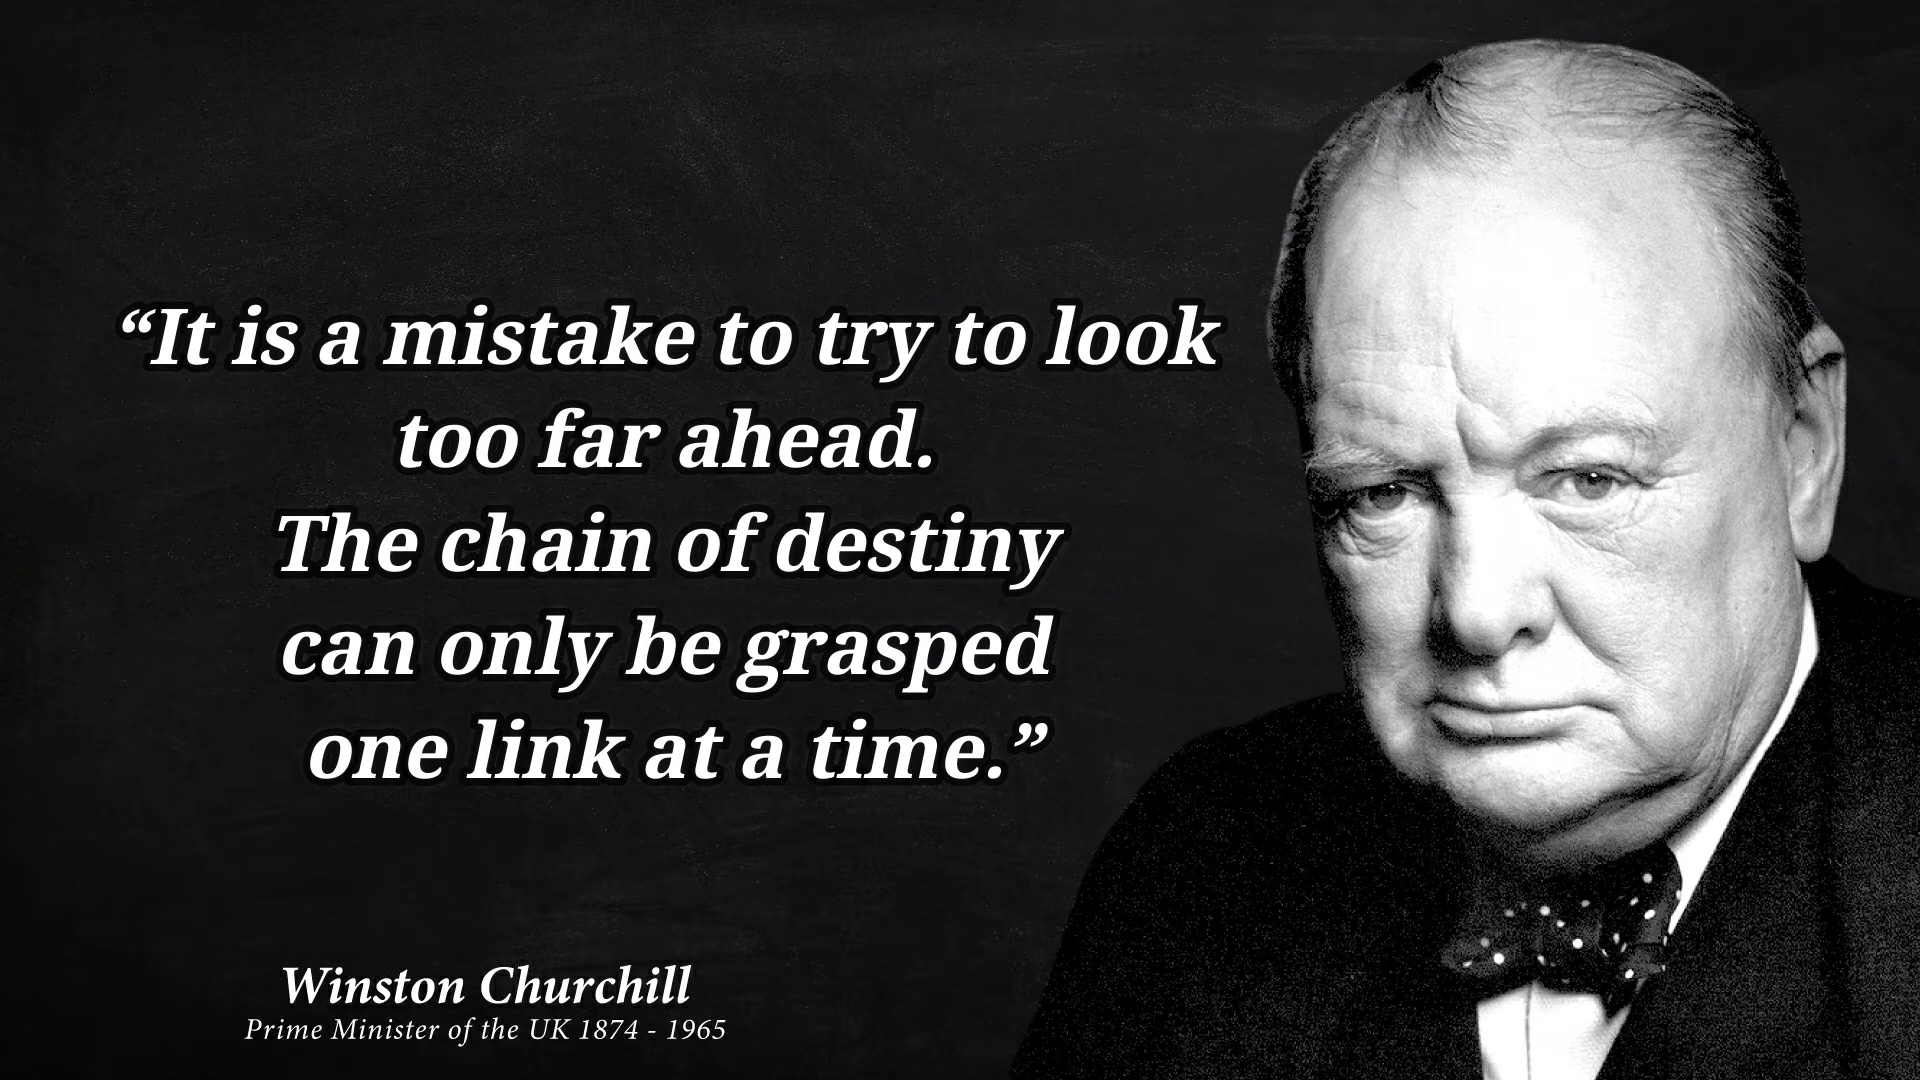 “It is a mistake to try to look
too far ahead.
The chain of destiny
can only be grasped
one link at a time.”
Winston Churchill
Prime Minister of the UK 1874 - 1965